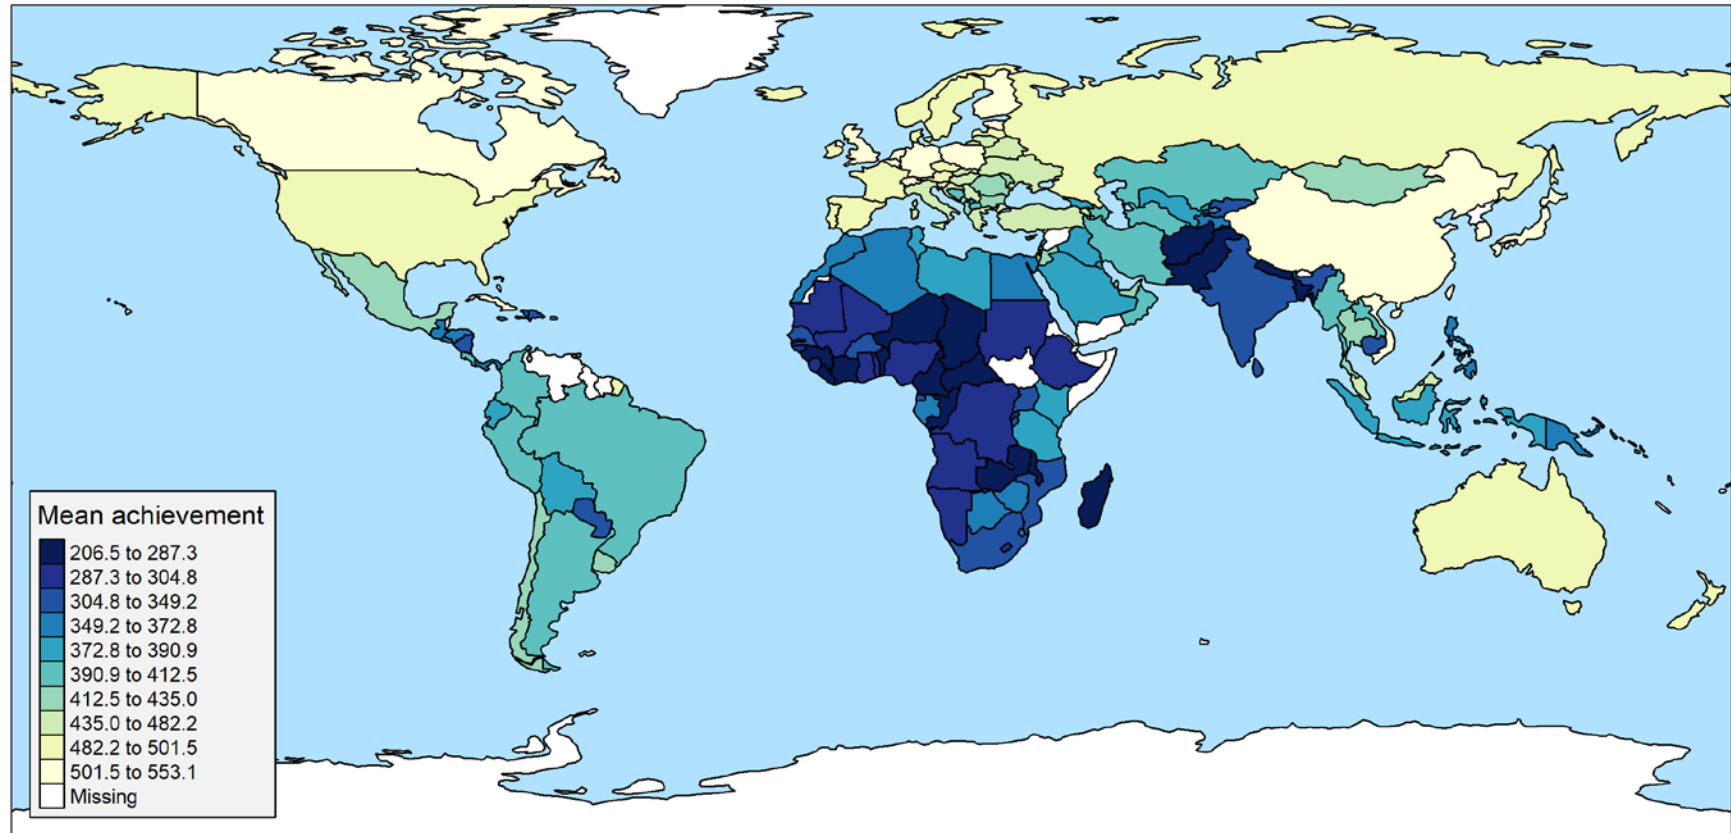 Mean achievement
206.5 to 287.3
287.3 to 304.8
304.8 to 349.2
349.2 to 372.8
372.8 to 390.9
390.9 to 412.5
412.5 to 435.0
435.0 to 482.2
482.2 to 501.5
501.5 to 553.1
Missing